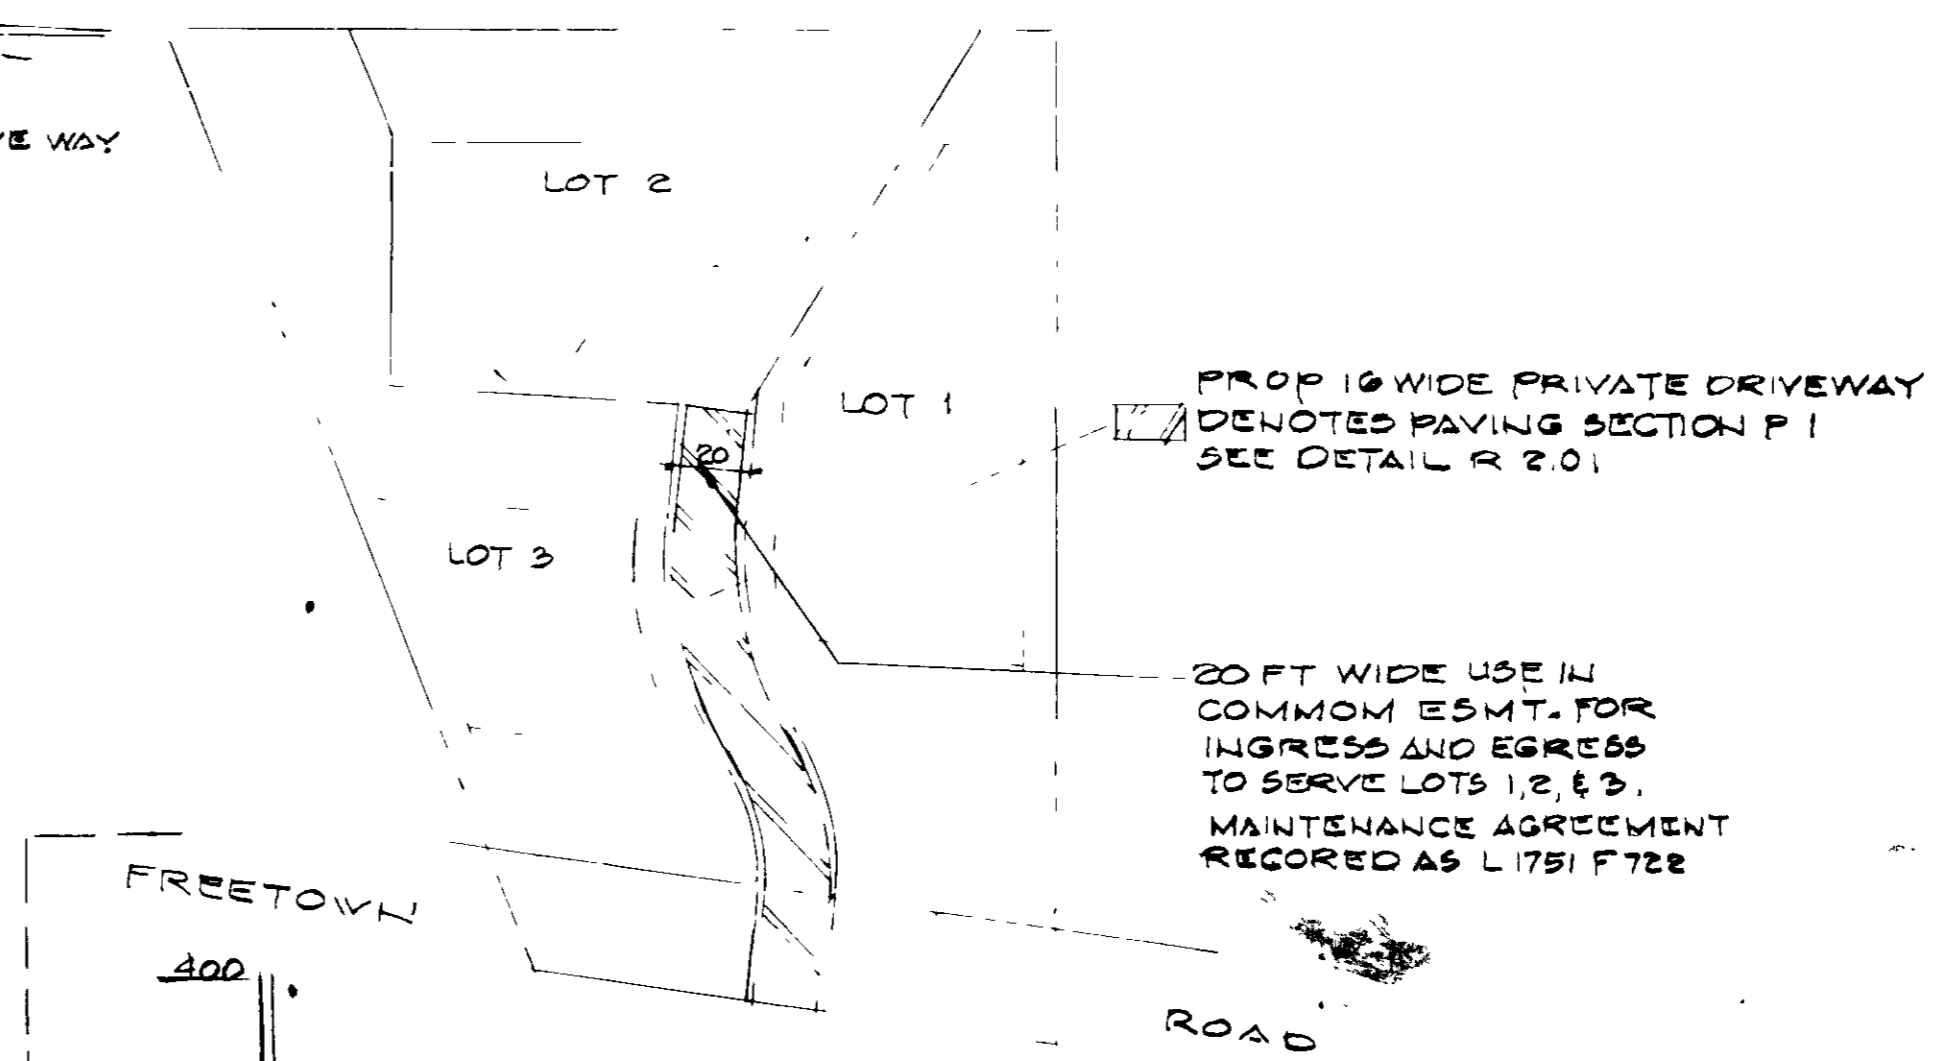 VE WAY
LOT 2
LOT 1
PROP 16 WIDE PRIVATE DRIVEWAY
DENOTES PAVING SECTION P 1
SEE DETAIL R 2.01
20
LOT 3
20 FT WIDE USE IN
COMMOM ESMT. FOR
INGRESS AND EGRESS
TO SERVE LOTS 1,2, & 3.
MAINTENANCE AGREEMENT
RECORED AS L 1751 F 722
FREETOWN
400
ROAD